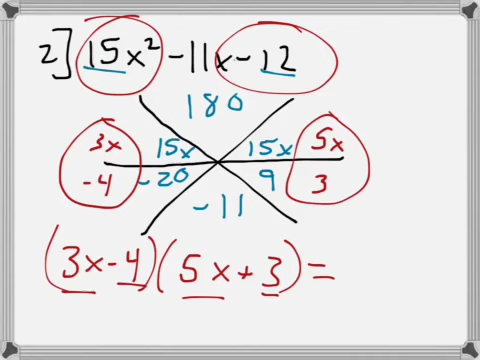 2] 15x² - 11x - 12
180
3x 15x 15x 5x
-4 -20 9 3
-11
(3x - 4)(5x + 3) =